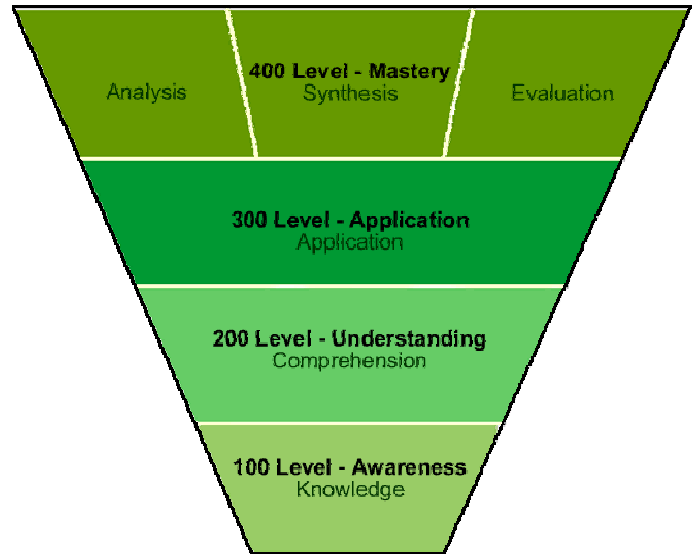 400 Level - Mastery
Analysis
Synthesis
Evaluation
300 Level - Application
Application
200 Level - Understanding
Comprehension
100 Level - Awareness
Knowledge